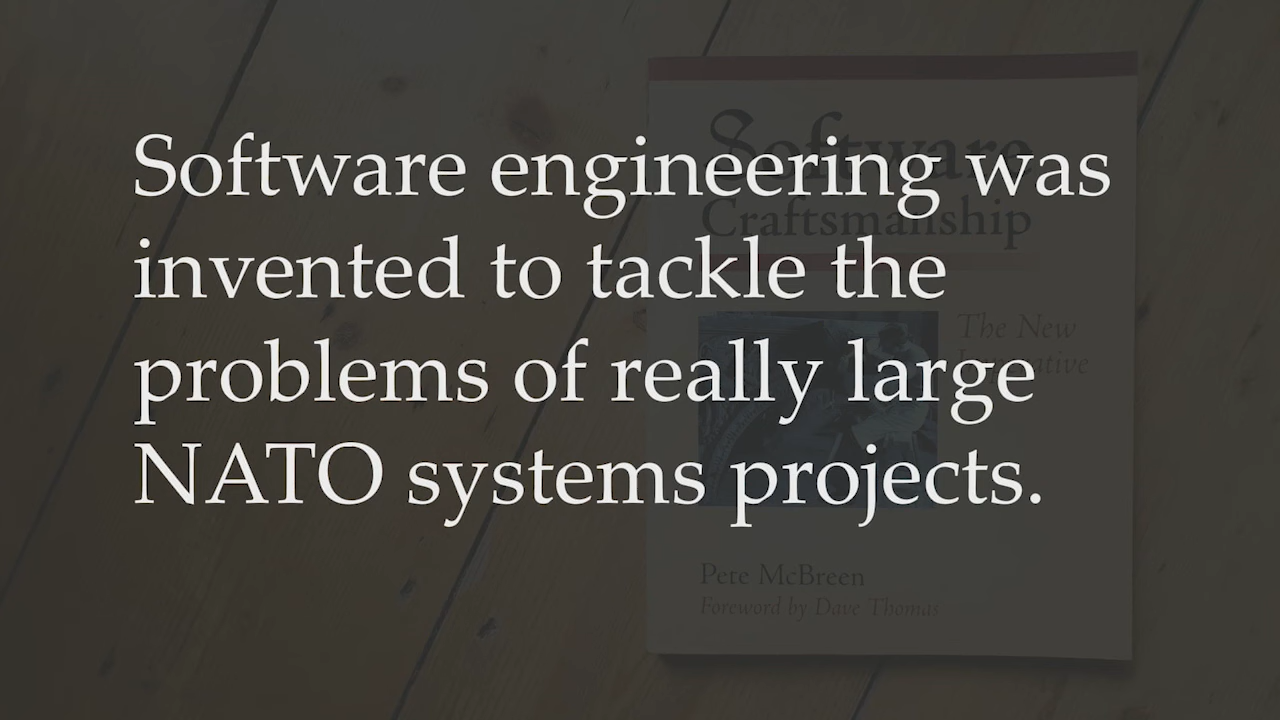 Software engineering was
invented to tackle the
problems of really large
NATO systems projects.
Software
Craftsmanship
The New
Imperative
Pete McBreen
Foreword by Dave Thomas